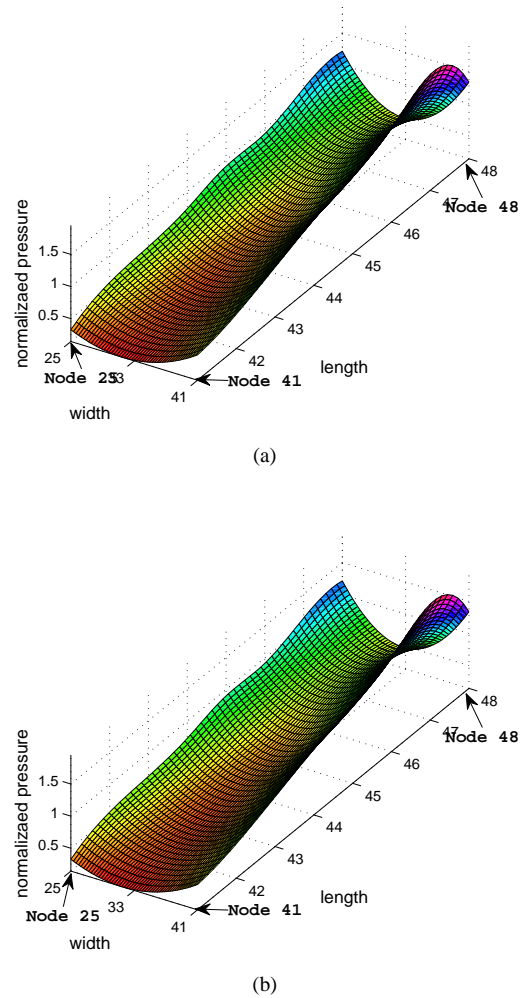 normalizaed pressure
1.5
1
0.5
25
33
41
width
42
43
44
45
46
47
48
length
Node 25
Node 41
Node 48
(a)
normalizaed pressure
1.5
1
0.5
25
33
41
width
42
43
44
45
46
47
48
length
Node 25
Node 41
Node 48
(b)